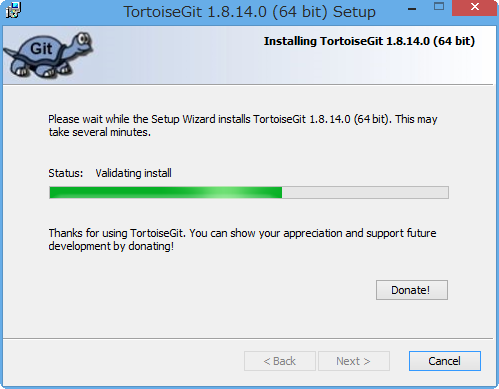 TortoiseGit 1.8.14.0 (64 bit) Setup
Git
Installing TortoiseGit 1.8.14.0 (64 bit)
Please wait while the Setup Wizard installs TortoiseGit 1.8.14.0 (64 bit). This may
take several minutes.
Status: Validating install
Thanks for using TortoiseGit. You can show your appreciation and support future
development by donating!
Donate!
< Back Next > Cancel